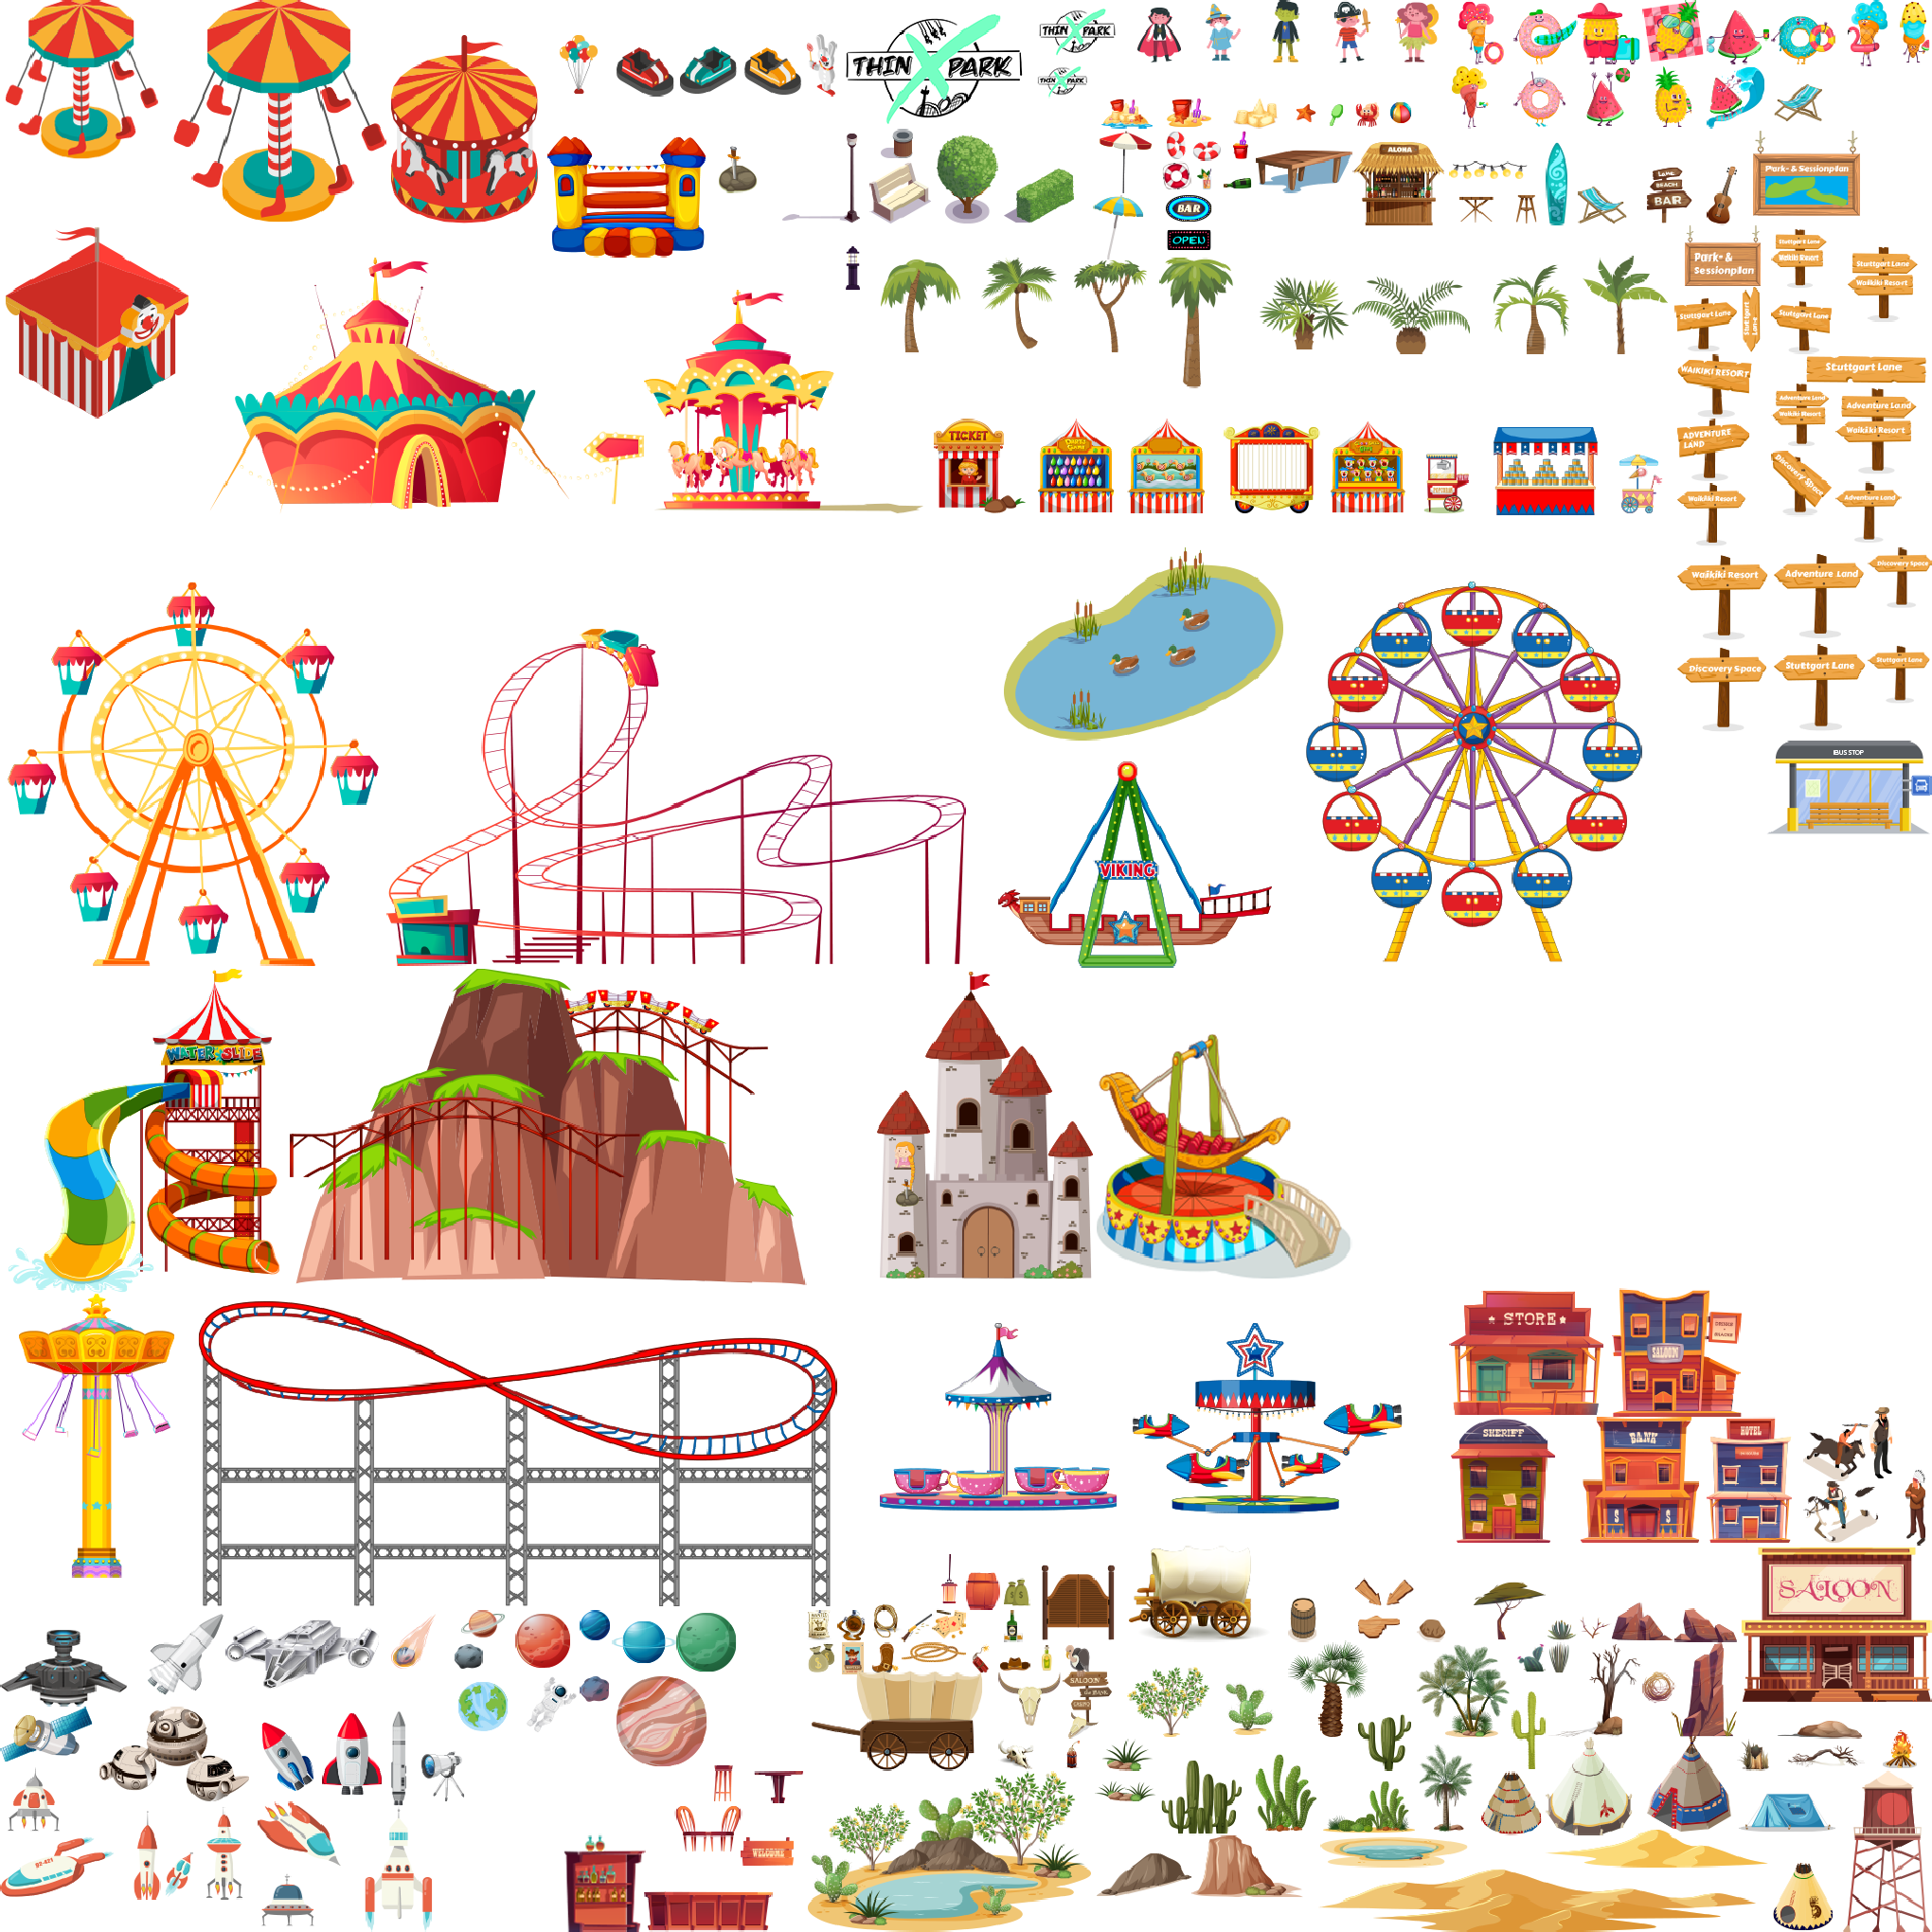 THIN X PARK
THIN X PARK
THIN X PARK
ALOHA
BAR
OPEN
Lane
BEACH
BAR
Park- & Sessionplan
Park- &
Sessionplan
Stuttgart Lane
Waikiki Resort
Stuttgart Lane
Waikiki Resort
Stuttgart Lane
Stuttgart Lane
Stuttgart Lane
WAIKIKI RESORT
Stuttgart Lane
Adventure Land
Waikiki Resort
Adventure Land
Waikiki Resort
ADVENTURE
LAND
Discovery Space
Waikiki Resort
Adventure Land
TICKET
Waikiki Resort
Adventure Land
Discovery Space
Discovery Space
Stuttgart Lane
Stuttgart Lane
BUS STOP
VIKING
WATER SLIDE
STORE
SALOON
SHERIFF
BANK
HOTEL
SALOON
WANTED
SALOON
WELCOME